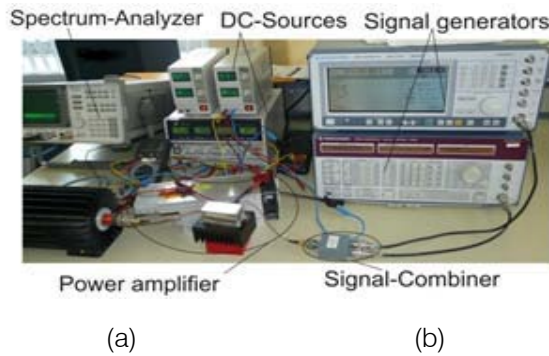 Spectrum-Analyzer DC-Sources Signal generators
Power amplifier Signal-Combiner
(a) (b)